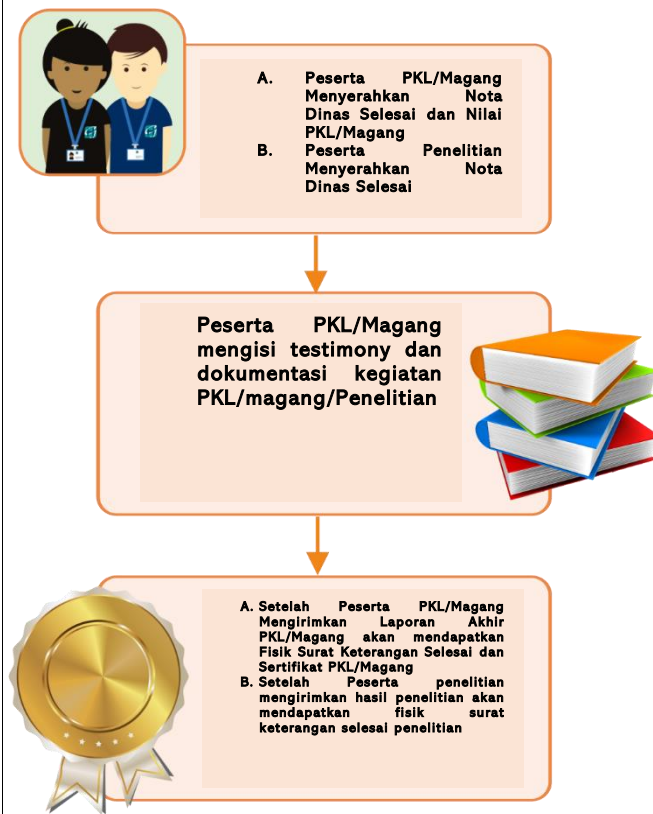 A. Peserta PKL/Magang
Menyerahkan Nota
Dinas Selesai dan Nilai
PKL/Magang
B. Peserta Penelitian
Menyerahkan Nota
Dinas Selesai
Peserta PKL/Magang
mengisi testimony dan
dokumentasi kegiatan
PKL/magang/Penelitian
A. Setelah Peserta PKL/Magang
Mengirimkan Laporan Akhir
PKL/Magang akan mendapatkan
Fisik Surat Keterangan Selesai dan
Sertifikat PKL/Magang
B. Setelah Peserta penelitian
mengirimkan hasil penelitian akan
mendapatkan fisik surat
keterangan selesai penelitian